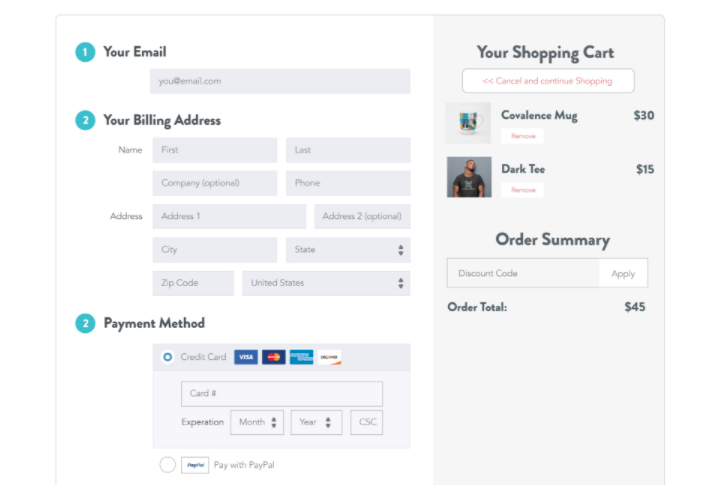 1 Your Email
you@email.com
2 Your Billing Address
Name First Last
Company (optional) Phone
Address Address 1 Address 2 (optional)
City State
Zip Code United States
2 Payment Method
Credit Card VISA DISCOVER
Card #
Experation Month Year CSC
PayPal Pay with PayPal
Your Shopping Cart
<< Cancel and continue Shopping
Covalence Mug $30
Remove
Dark Tee $15
Remove
Order Summary
Discount Code Apply
Order Total: $45